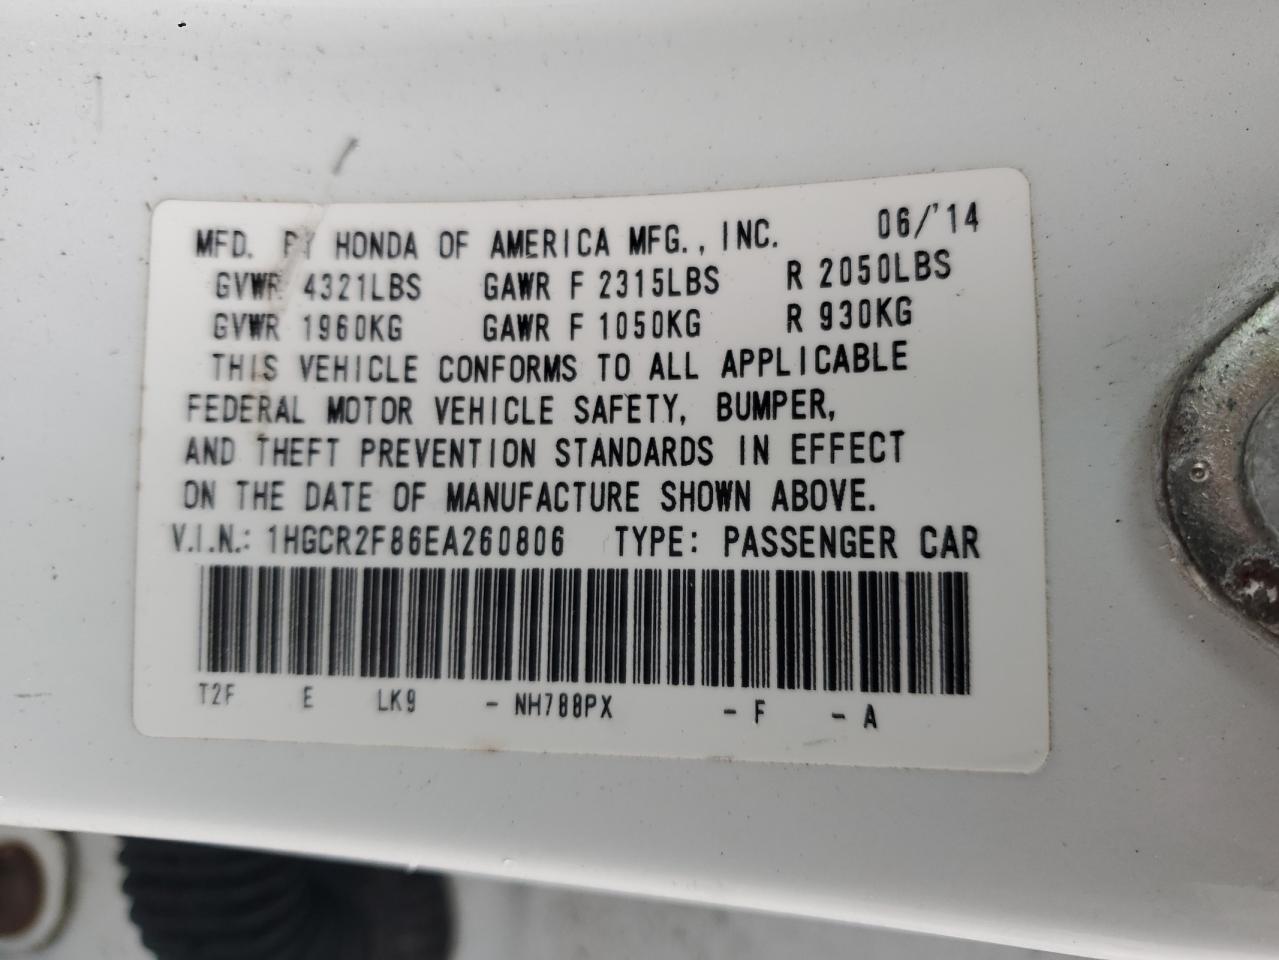 MFD. BY HONDA OF AMERICA MFG., INC. 06/'14
GVWR 4321LBS GAWR F 2315LBS R 2050LBS
GVWR 1960KG GAWR F 1050KG R 930KG
THIS VEHICLE CONFORMS TO ALL APPLICABLE
FEDERAL MOTOR VEHICLE SAFETY, BUMPER,
AND THEFT PREVENTION STANDARDS IN EFFECT
ON THE DATE OF MANUFACTURE SHOWN ABOVE.
V.I.N.: 1HGCR2F86EA260806 TYPE: PASSENGER CAR
T2F E LK9 - NH788PX - F - A